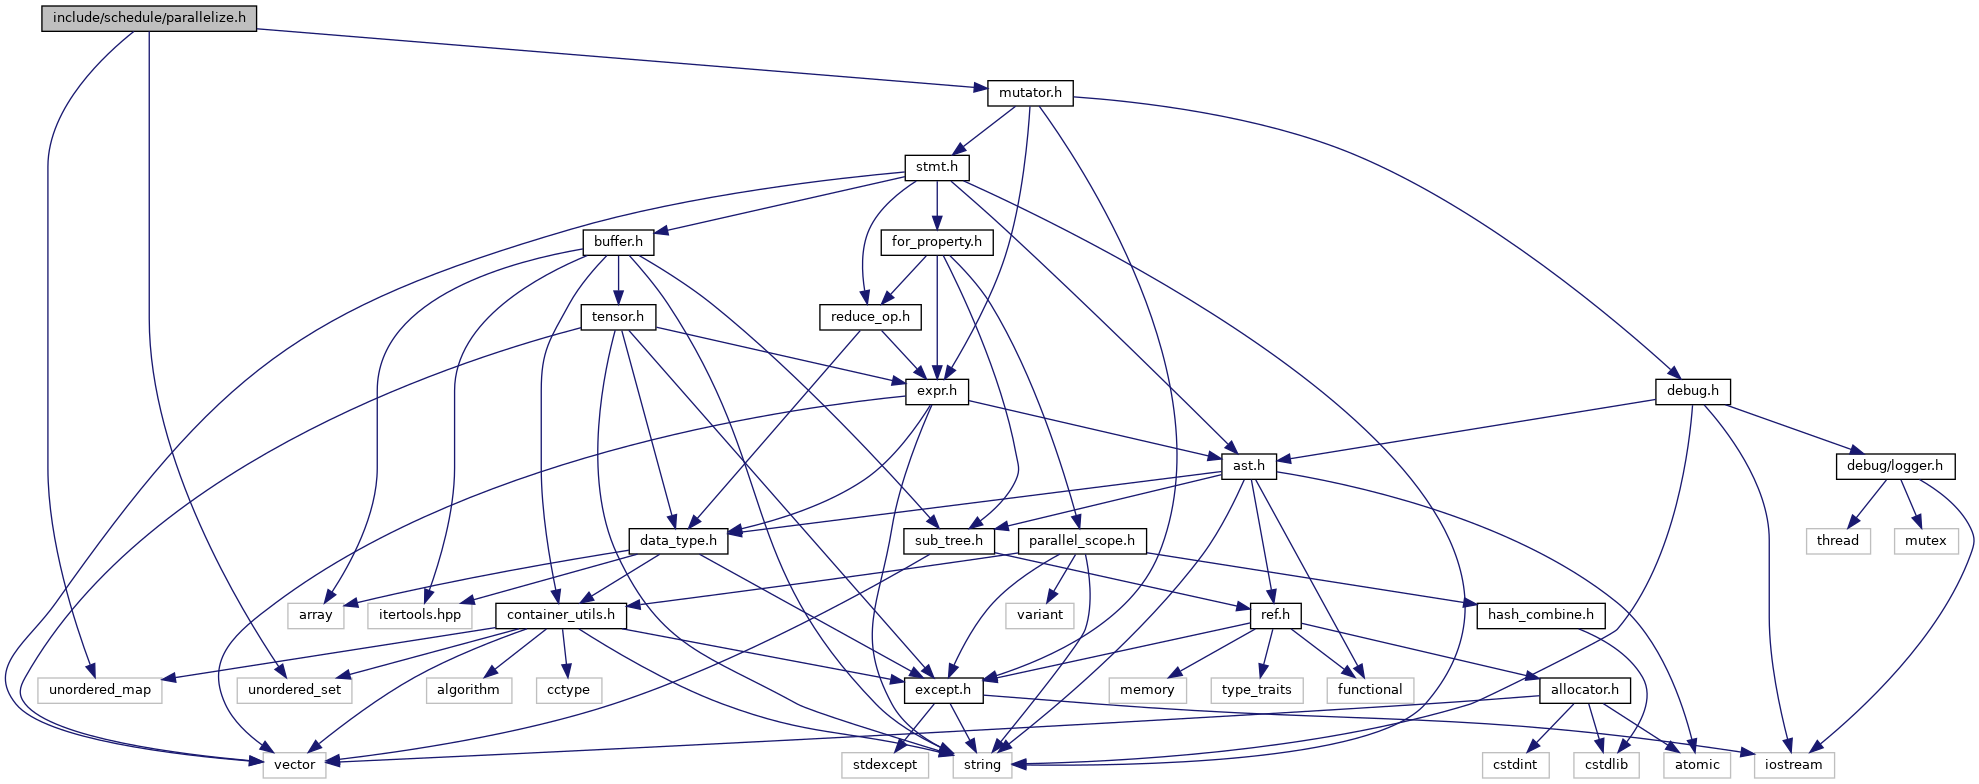 include/schedule/parallelize.h
mutator.h
stmt.h
buffer.h
for_property.h
tensor.h
reduce_op.h
expr.h
debug.h
ast.h
debug/logger.h
data_type.h
sub_tree.h
parallel_scope.h
thread
mutex
array
itertools.hpp
container_utils.h
variant
ref.h
hash_combine.h
unordered_map
unordered_set
algorithm
cctype
except.h
memory
type_traits
functional
allocator.h
vector
stdexcept
string
cstdint
cstdlib
atomic
iostream